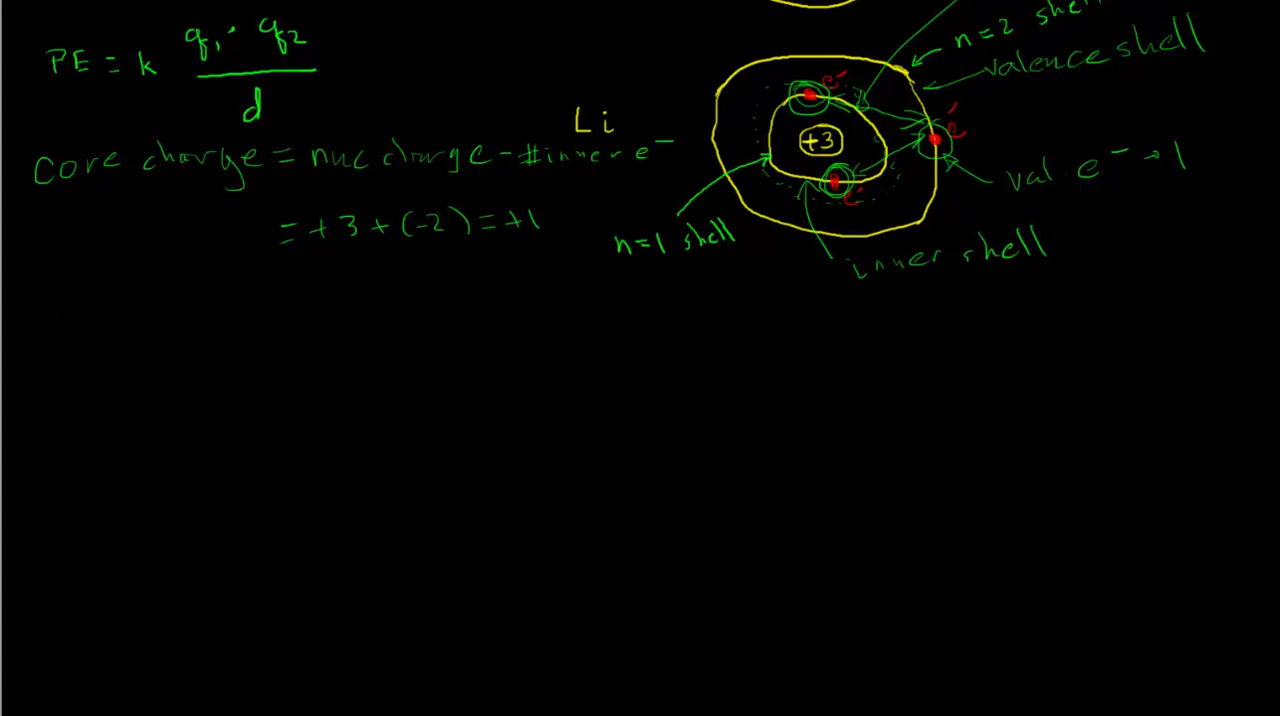 PE = k q₁ · q₂ / d
n=2 shell
valence shell
Li
e⁻
+3
e⁻
e⁻
core charge = nuc charge - # inner e⁻
val e⁻ → 1
= +3 + (-2) = +1
n=1 shell
inner shell